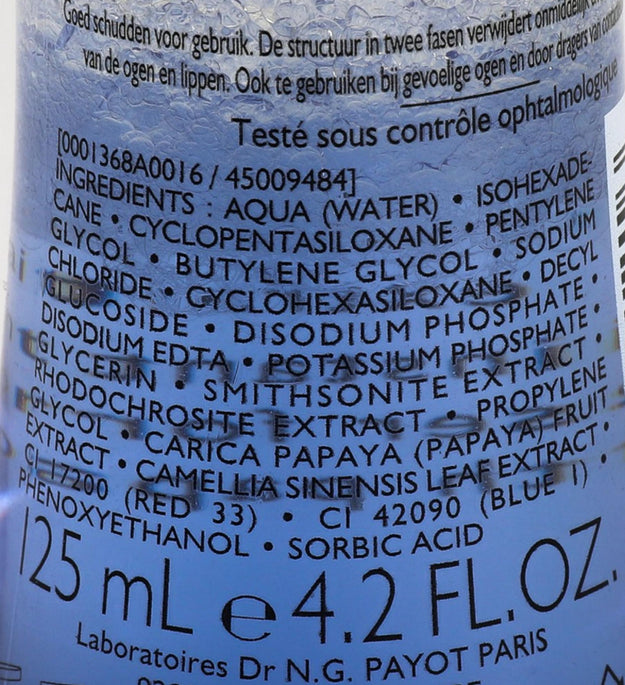 Goed schudden voor gebruik. De structuur in twee fasen verwijdert onmiddellijk
van de ogen en lippen. Ook te gebruiken bij gevoelige ogen en door dragers van
Testé sous contrôle ophtalmologique
[0001368A0016 / 45009484]
INGREDIENTS : AQUA (WATER) • ISOHEXADE-
CANE • CYCLOPENTASILOXANE • PENTYLENE
GLYCOL • BUTYLENE GLYCOL • SODIUM
CHLORIDE • CYCLOHEXASILOXANE • DECYL
GLUCOSIDE • DISODIUM PHOSPHATE •
DISODIUM EDTA • POTASSIUM PHOSPHATE •
GLYCERIN • SMITHSONITE EXTRACT •
RHODOCHROSITE EXTRACT • PROPYLENE
GLYCOL • CARICA PAPAYA (PAPAYA) FRUIT
EXTRACT • CAMELLIA SINENSIS LEAF EXTRACT •
CI 17200 (RED 33) • CI 42090 (BLUE 1) •
PHENOXYETHANOL • SORBIC ACID
125 mL e 4.2 FL. OZ.
Laboratoires Dr N.G. PAYOT PARIS